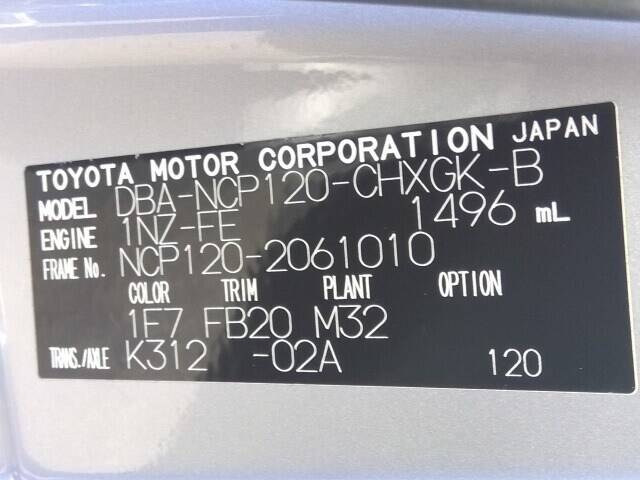 TOYOTA MOTOR CORPORATION JAPAN
MODEL DBA-NCP120-CHXGK-B
ENGINE 1NZ-FE 1496 mL
FRAME No. NCP120-2061010
COLOR TRIM PLANT OPTION
1F7 FB20 M32
TRANS./AXLE K312 -02A 120